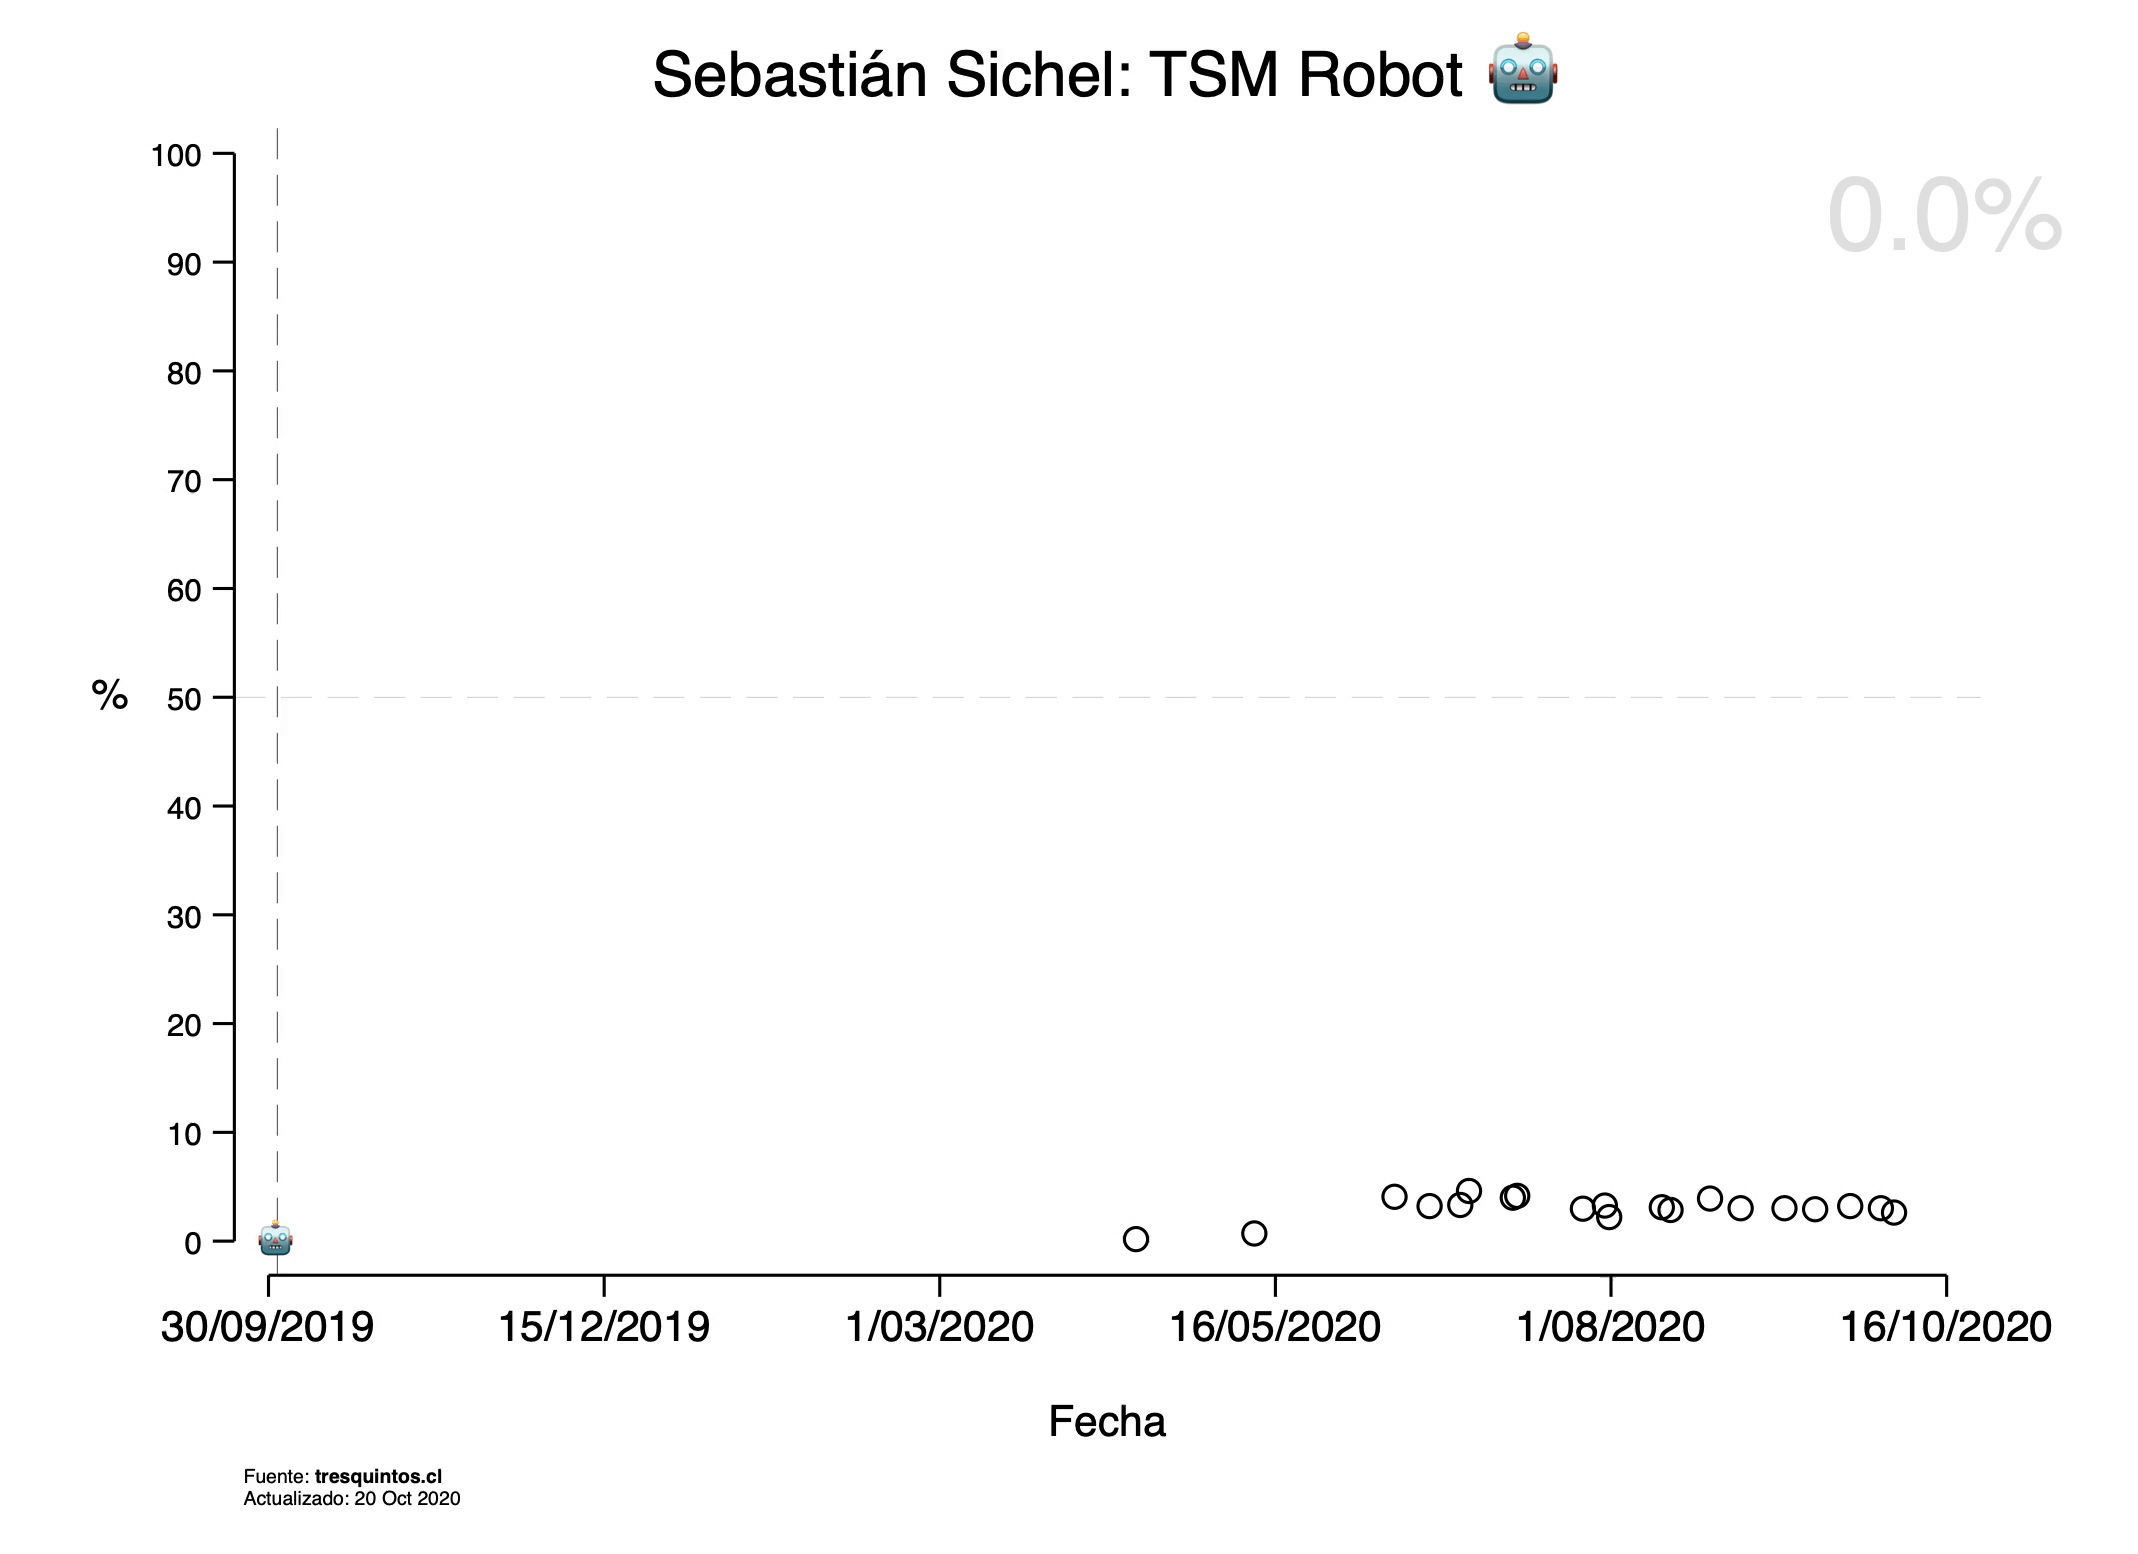 Sebastián Sichel: TSM Robot 🤖
100
90
80
70
60
50
40
30
20
10
0
0.0%
%
30/09/2019 15/12/2019 1/03/2020 16/05/2020 1/08/2020 16/10/2020
Fecha
Fuente: tresquintos.cl
Actualizado: 20 Oct 2020